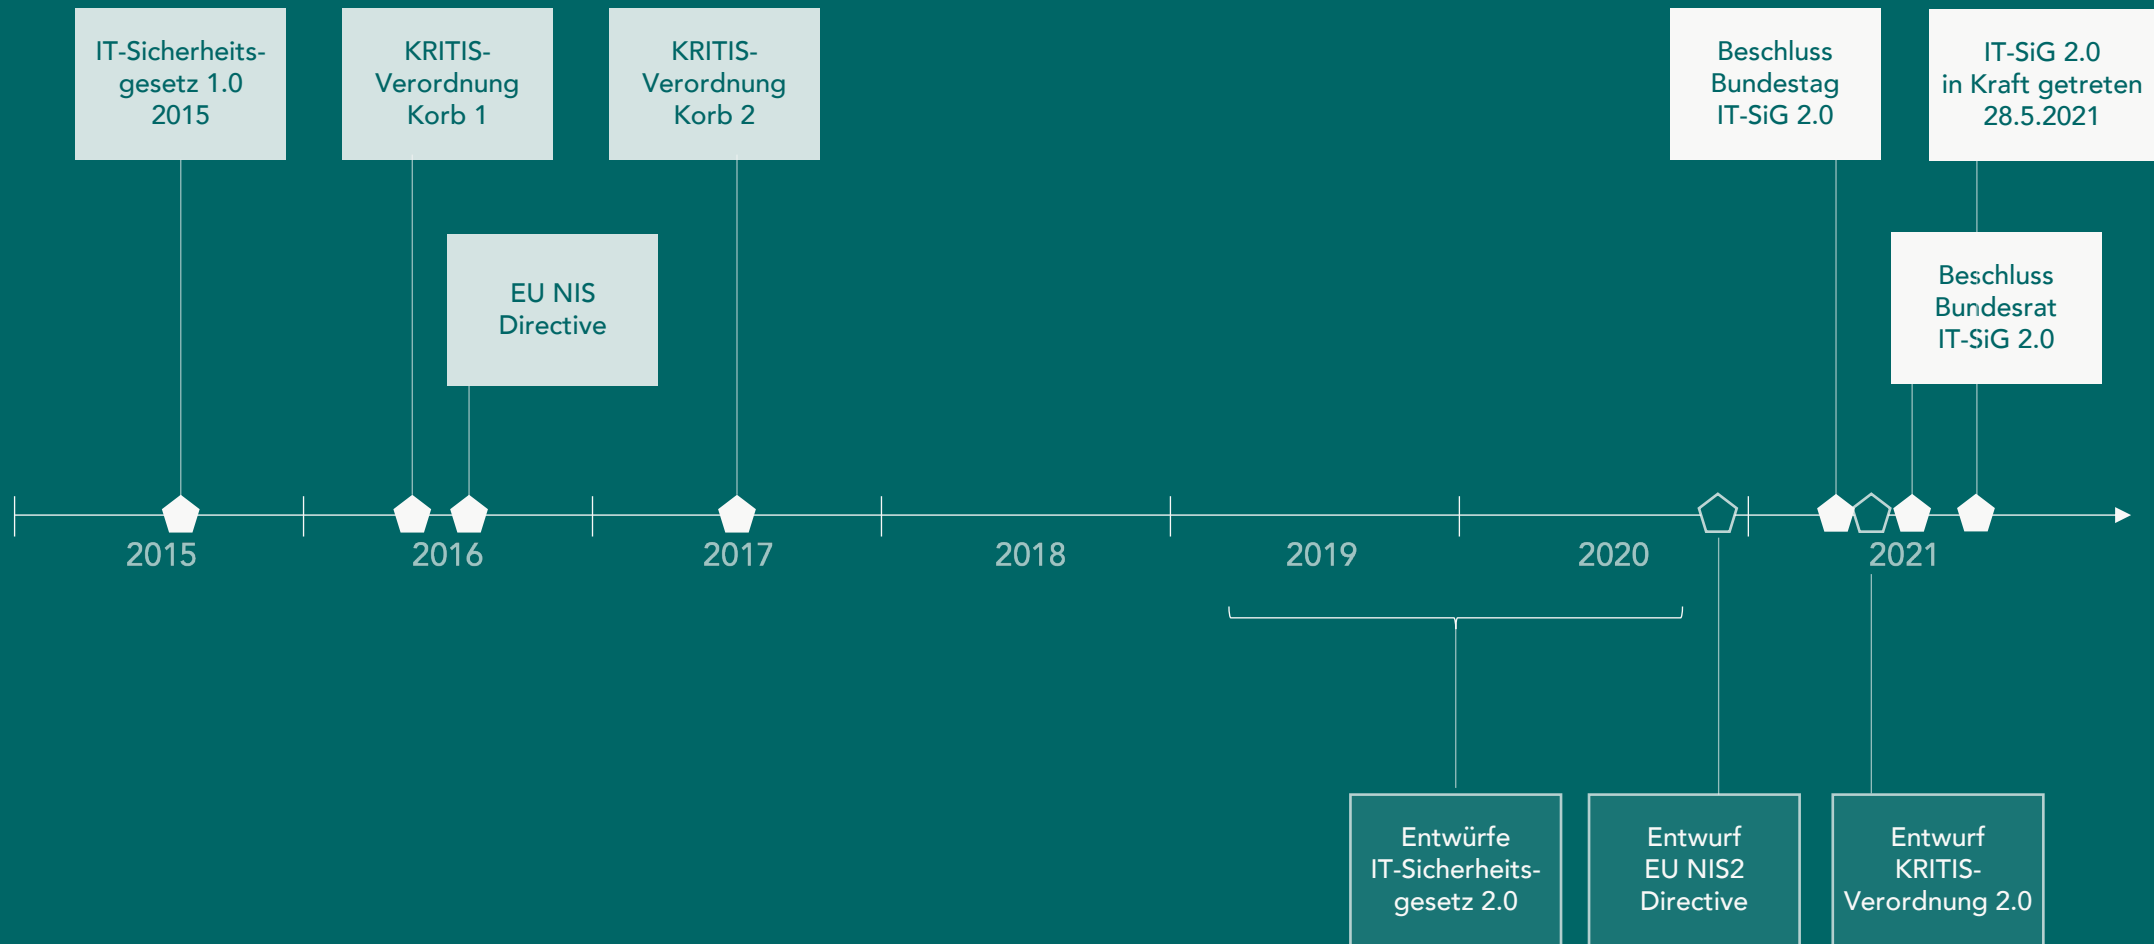 IT-Sicherheits-
gesetz 1.0
2015
KRITIS-
Verordnung
Korb 1
KRITIS-
Verordnung
Korb 2
Beschluss
Bundestag
IT-SiG 2.0
IT-SiG 2.0
in Kraft getreten
28.5.2021
EU NIS
Directive
Beschluss
Bundesrat
IT-SiG 2.0
2015
2016
2017
2018
2019
2020
2021
Entwürfe
IT-Sicherheits-
gesetz 2.0
Entwurf
EU NIS2
Directive
Entwurf
KRITIS-
Verordnung 2.0